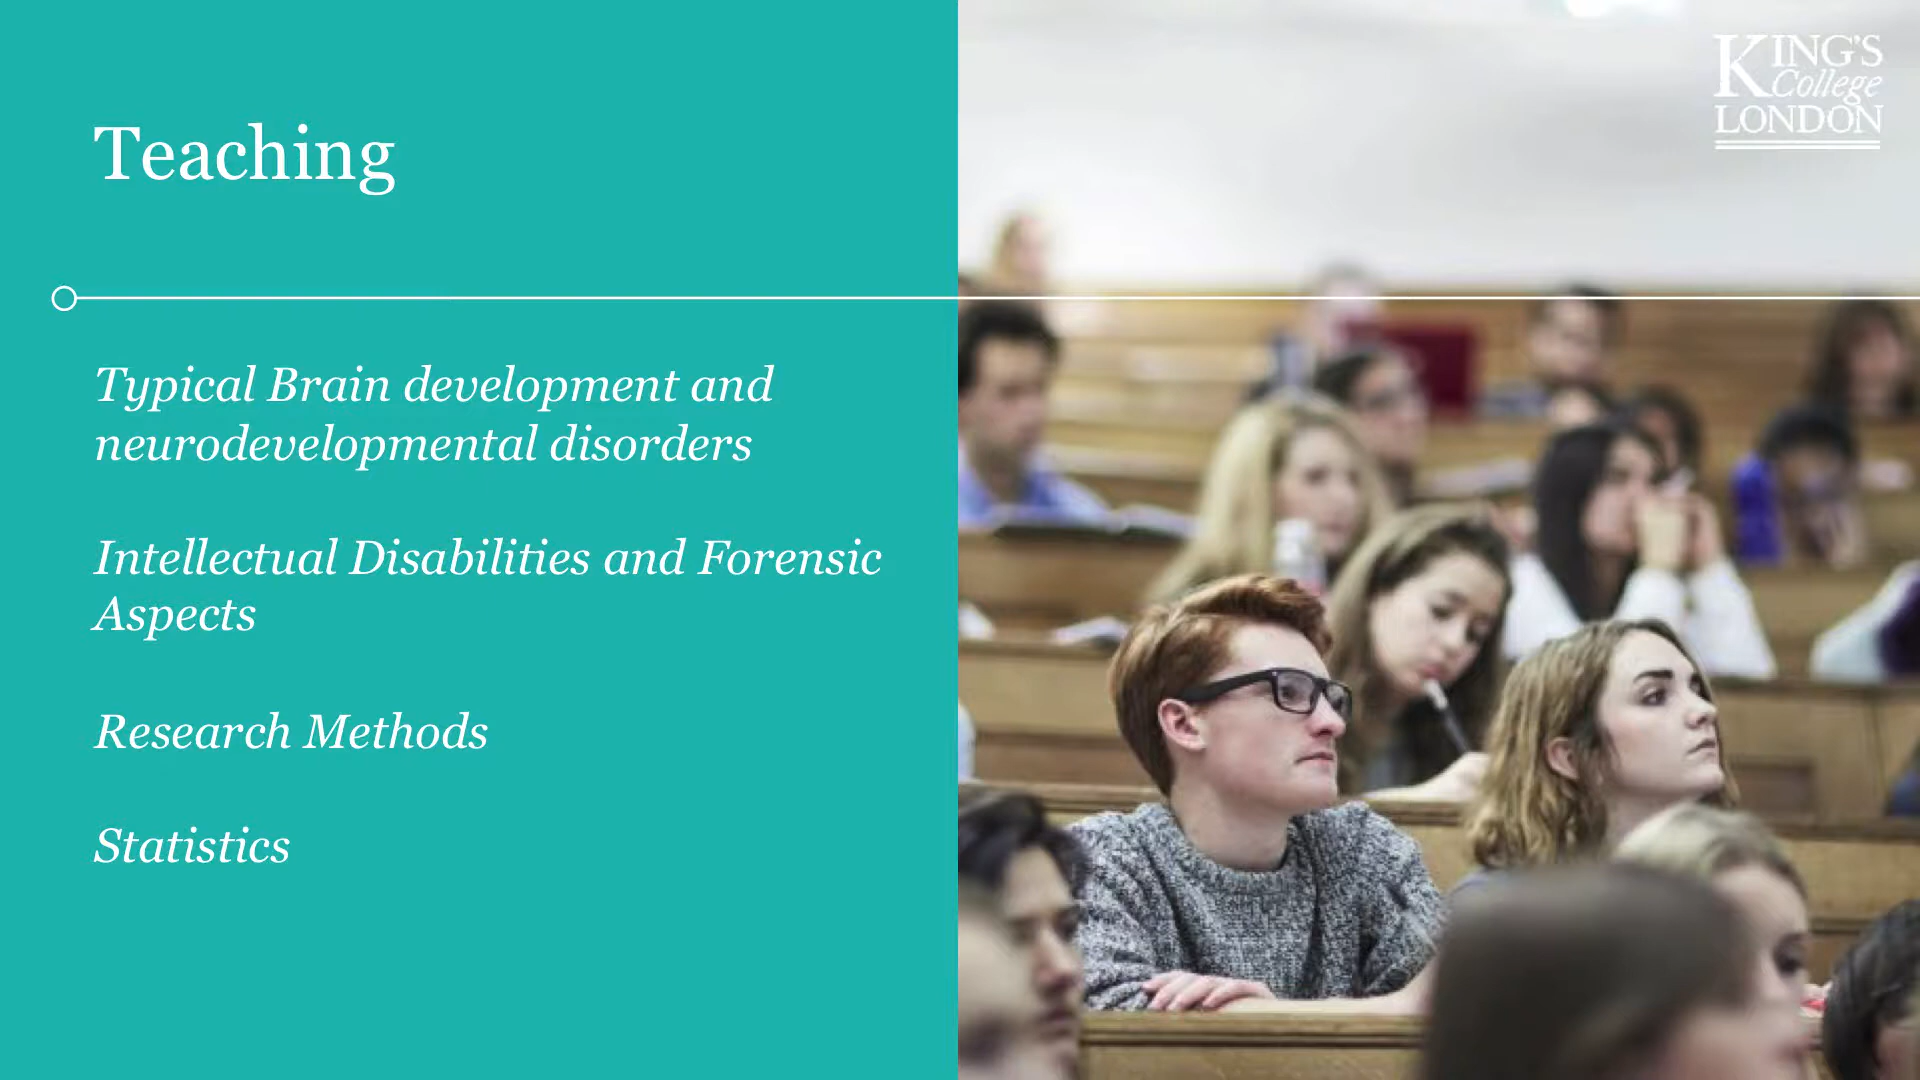 Teaching
Typical Brain development and
neurodevelopmental disorders
Intellectual Disabilities and Forensic
Aspects
Research Methods
Statistics
KING'S
College
LONDON